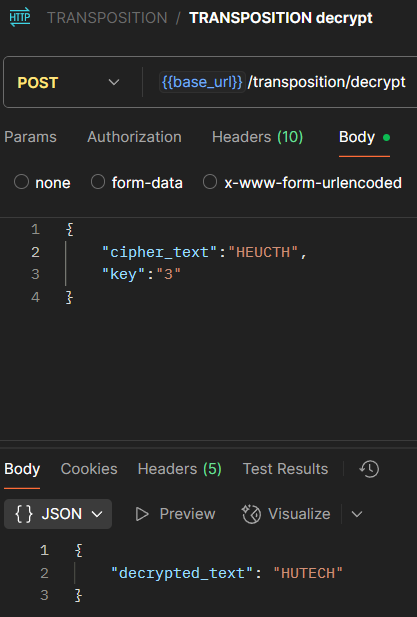 HTTP TRANSPOSITION / TRANSPOSITION decrypt
POST {{base_url}}/transposition/decrypt
Params Authorization Headers (10) Body
none form-data x-www-form-urlencoded
1 {
2 "cipher_text":"HEUCTH",
3 "key":"3"
4 }
Body Cookies Headers (5) Test Results
{} JSON Preview Visualize
1 {
2 "decrypted_text": "HUTECH"
3 }